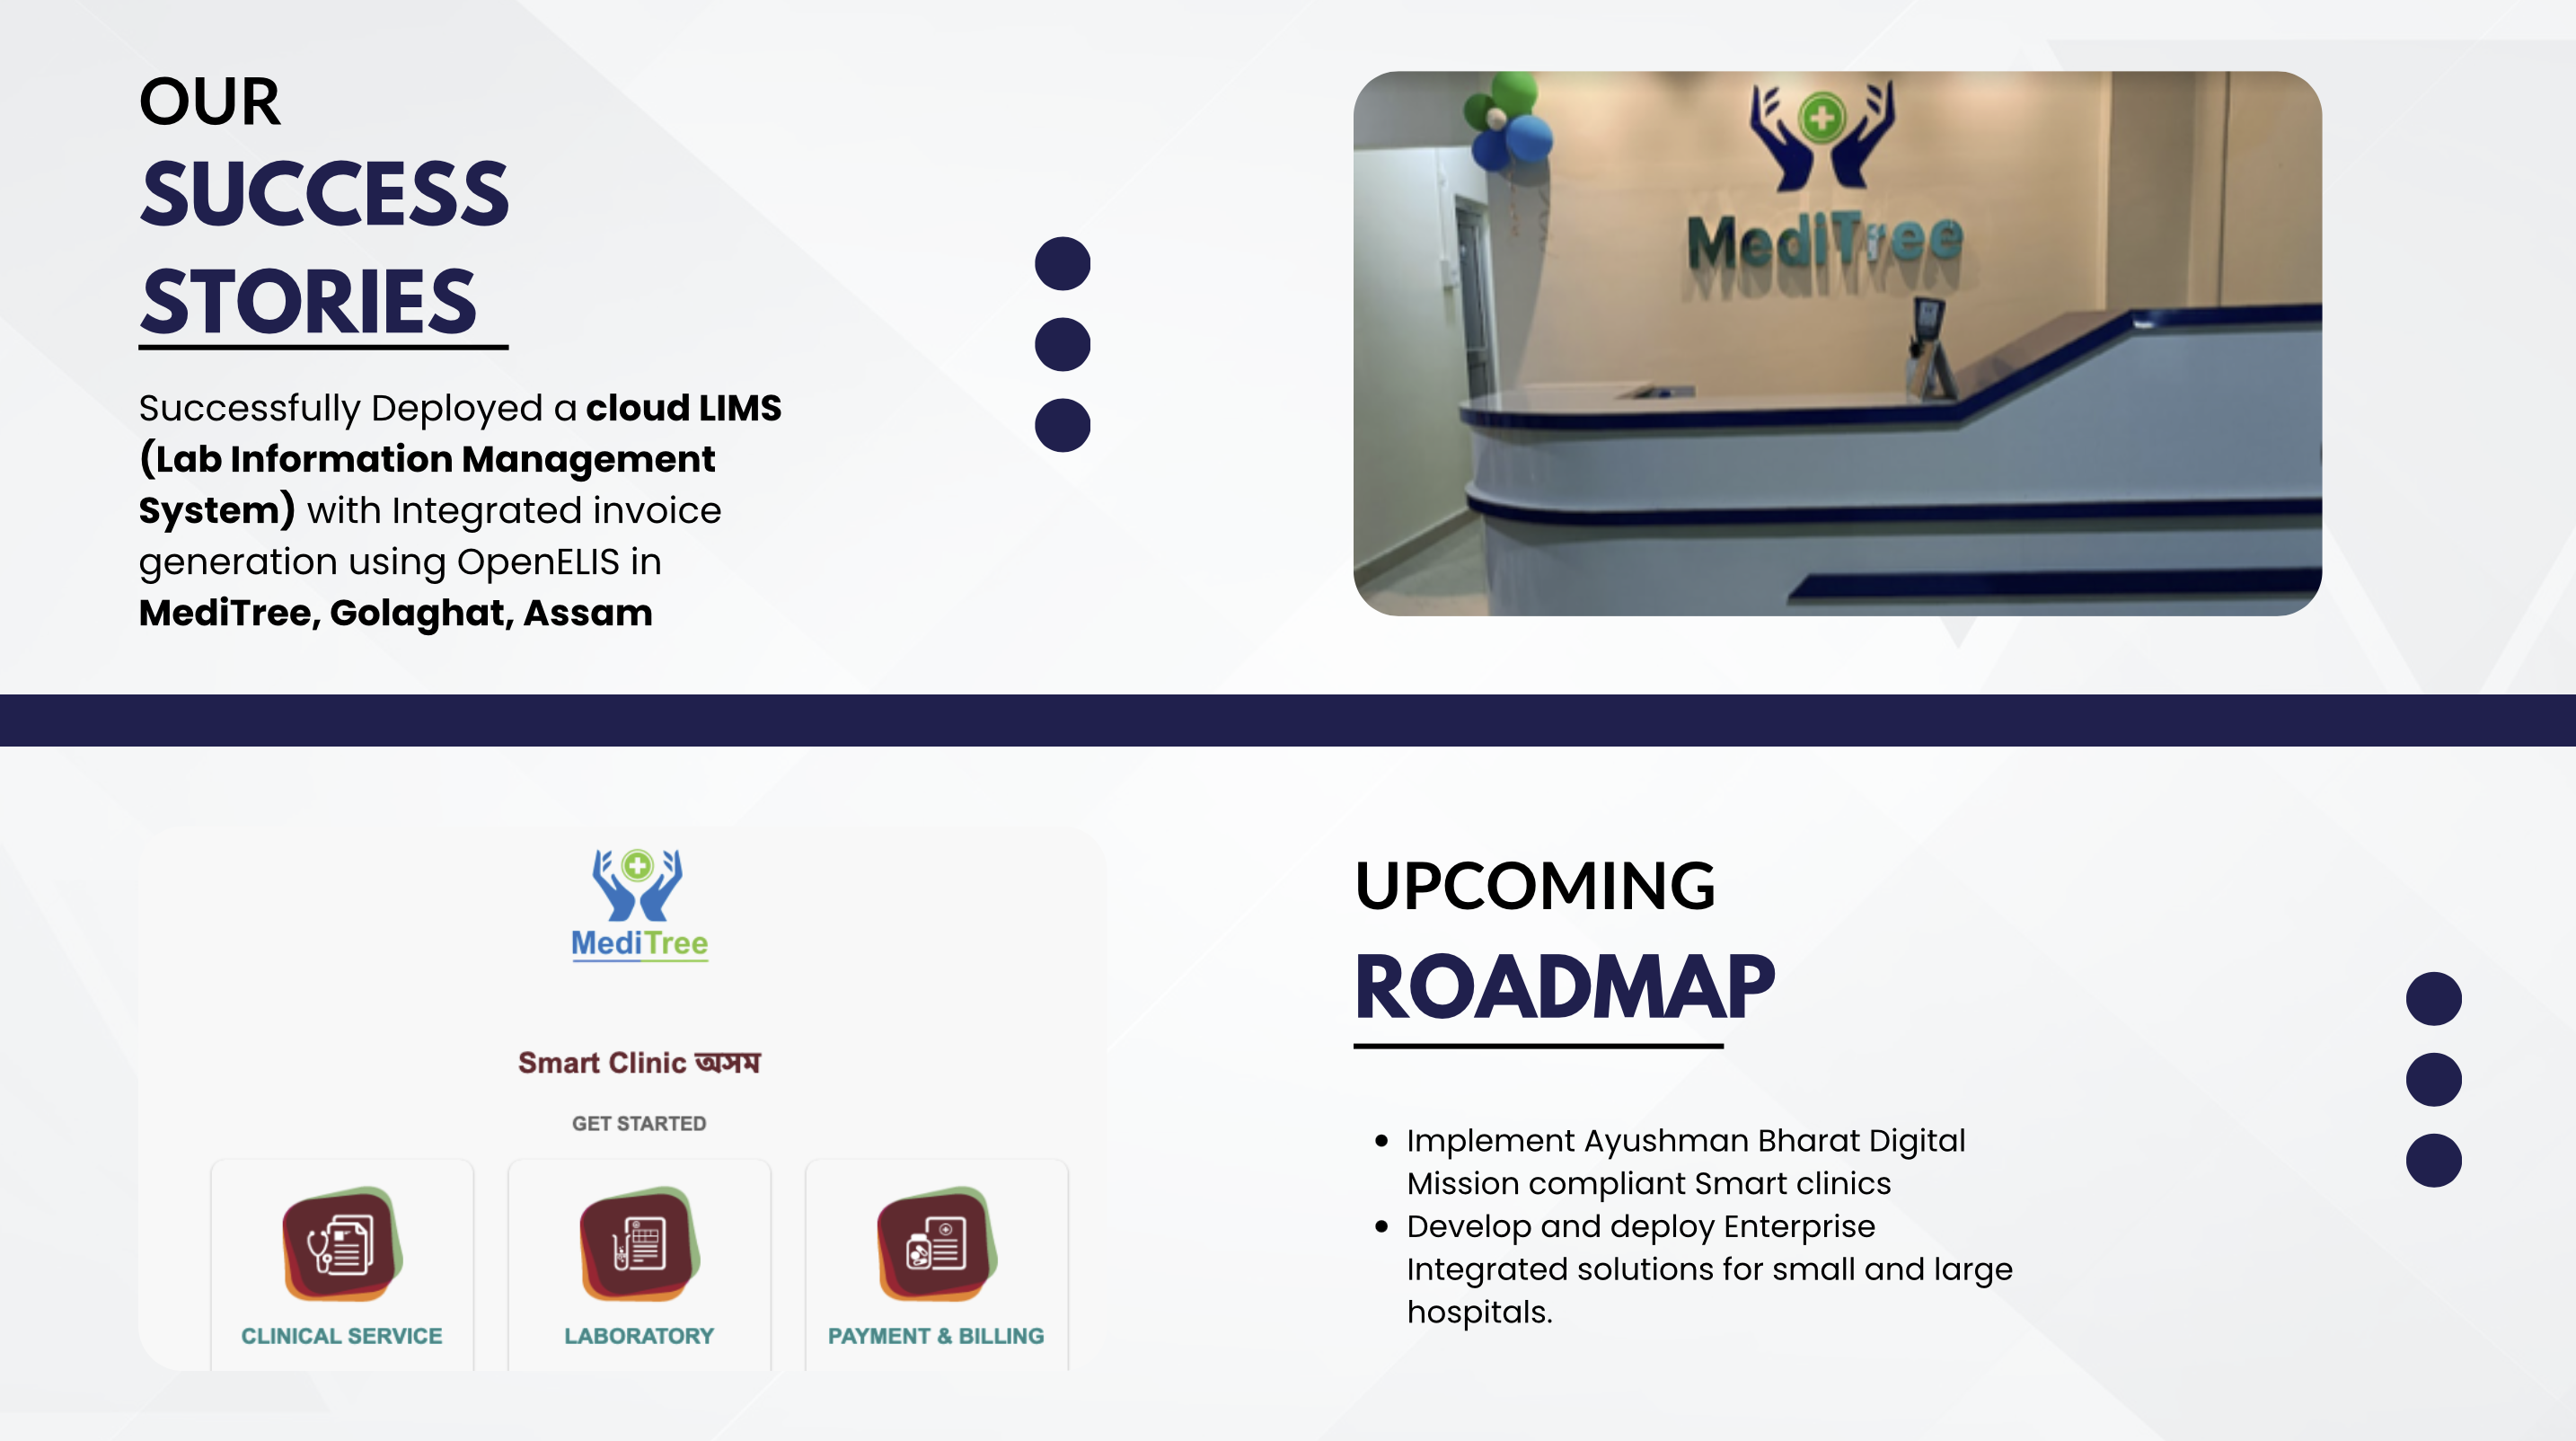 OUR
SUCCESS
STORIES
Successfully Deployed a cloud LIMS
(Lab Information Management
System) with Integrated invoice
generation using OpenELIS in
MediTree, Golaghat, Assam
MediTree
MediTree
Smart Clinic অসম
GET STARTED
CLINICAL SERVICE
LABORATORY
PAYMENT & BILLING
UPCOMING
ROADMAP
Implement Ayushman Bharat Digital
Mission compliant Smart clinics
Develop and deploy Enterprise
Integrated solutions for small and large
hospitals.